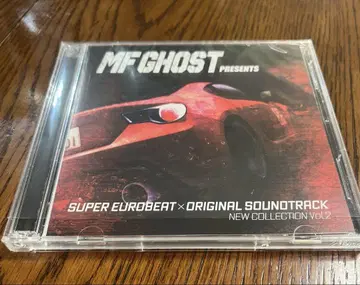 MF GHOST PRESENTS
SUPER EUROBEAT × ORIGINAL SOUNDTRACK
NEW COLLECTION Vol.2